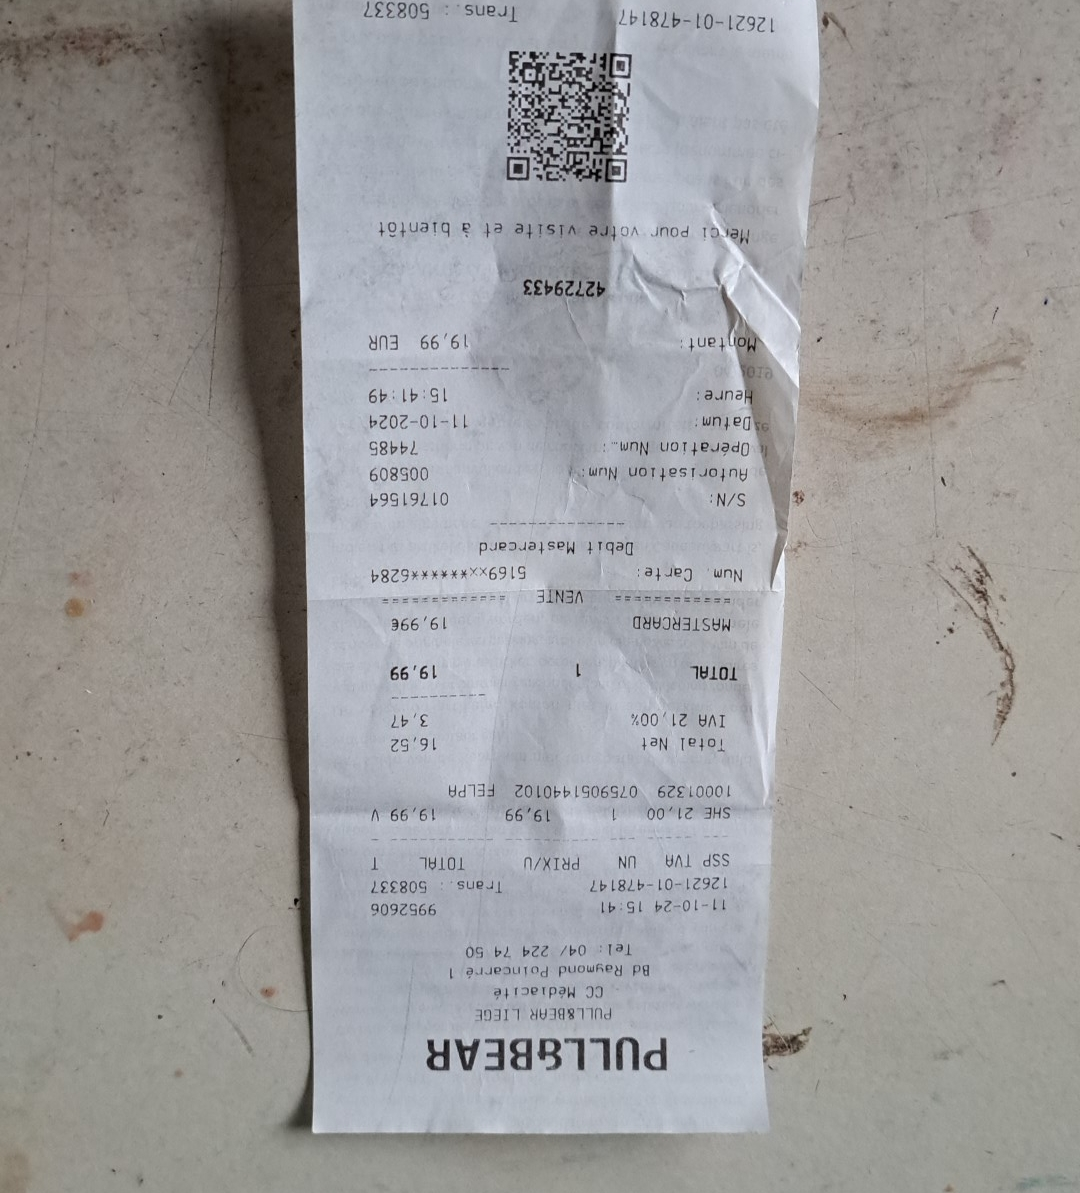 PULL&BEAR
PULL&BEAR LIEGE
CC Médiacité
Bd Raymond Poincarré 1
Tel: 04/ 224 74 50
11-10-24 15:41 9952606
12621-01-478147 Trans.: 508337
SSP TVA UN PRIX/U TOTAL T
SHE 21,00 1 19,99 19,99 V
10001329 0759051440102 FELPA
Total Net 16,52
IVA 21,00% 3,47
------------
TOTAL 1 19,99
MASTERCARD 19,99€
============= VENTE =============
Num. Carte: 5169xx*******6284
Debit Mastercard
S/N: 01761564
Autorisation Num: 005809
Opération Num.: 74485
Datum: 11-10-2024
Heure: 15:41:49
Montant: 19,99 EUR
42729433
Merci pour votre visite et à bientôt
12621-01-478147 Trans.: 508337